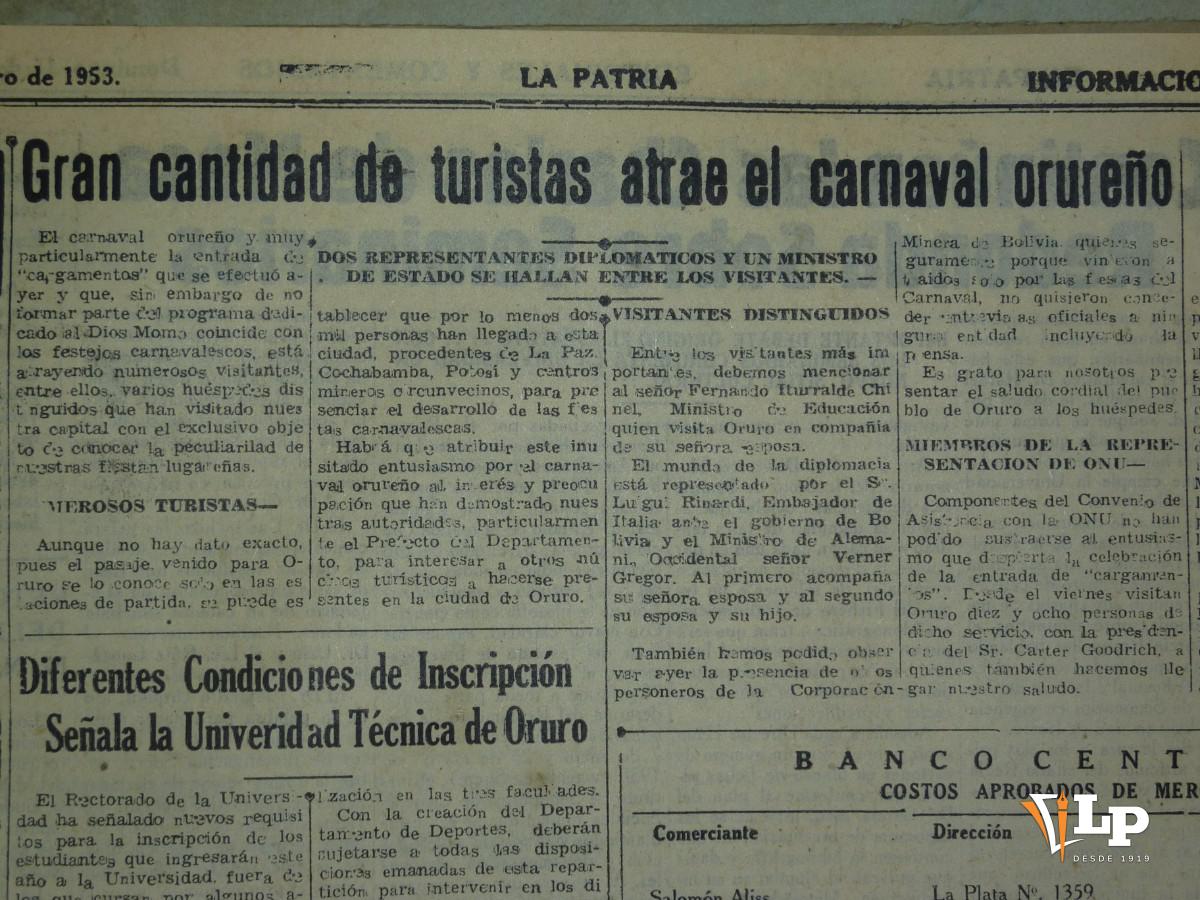 ro de 1953.
LA PATRIA
INFORMACIO
Gran cantidad de turistas atrae el carnaval orureño
El carnaval orureño y muy
particularmente la entrada de
"cargamentos" que se efectuó a-
yer y que, sin embargo de no
formar parte del programa dedi-
cado al Dios Momo coincide con
los festejos carnavalescos, está
atrayendo numerosos visitantes,
entre ellos, varios huéspedes dis
tinguidos que han visitado nues
tra capital con el exclusivo obje
to de conocer la peculiarilad de
nuestras fiestan lugareñas.
MEROSOS TURISTAS—
Aunque no hay dato exacto,
pues el pasaje venido para O-
ruro se lo conoce solo en las es
taciones de partida, se puede es
DOS REPRESENTANTES DIPLOMATICOS Y UN MINISTRO
DE ESTADO SE HALLAN ENTRE LOS VISITANTES. —
tablecer que por lo menos dos
mil personas han llegado a esta
ciudad, procedentes de La Paz,
Cochabamba, Potosí y centros
mineros circunvecinos, para pre
senciar el desarrollo de las fies
tas carnavalescas.
Habrá que atribuir este inu
sitado entusiasmo por el carna-
val orureño al interés y preocu
pación que han demostrado nues
tras autoridades, particularmen
te el Prefecto del Departamen-
to, para interesar a otros nú
cleos turísticos a hacerse pre-
sentes en la ciudad de Oruro.
VISITANTES DISTINGUIDOS
Entre los visitantes más im
portantes, debemos mencionar
al señor Fernando Iturralde Chi
nel, Ministro de Educación
quien visita Oruro en compañía
de su señora esposa.
El mundo de la diplomacia
está representado por el Sr.
Luigui Rinardi, Embajador de
Italia ante el gobierno de Bo
livia y el Ministro de Alema-
nia Occidental señor Verner
Gregor. Al primero acompaña
su señora esposa y al segundo
su esposa y su hijo.
También hemos podido obser
var ayer la presencia de otros
personeros de la Corporación
Minera de Bolivia, quienes se-
guramente porque vinieron a
traidos solo por las fiestas del
Carnaval, no quisieron conce-
der entrevistas oficiales a nin
guna entidad incluyendo la
prensa.
Es grato para nosotros pre
sentar el saludo cordial del pue
blo de Oruro a los huéspedes.
MIEMBROS DE LA REPRE-
SENTACION DE ONU—
Componentes del Convenio de
Asistencia con la ONU no han
podido sustraerse al entusias-
mo que despierta la celebración
de la entrada de "cargamen-
tos". Desde el viernes visitan
Oruro diez y ocho personas de
dicho servicio, con la presiden-
cia del Sr. Carter Goodrich, a
quienes también hacemos lle
gar nuestro saludo.
Diferentes Condiciones de Inscripción
Señala la Univeridad Técnica de Oruro
El Rectorado de la Universi-
dad ha señalado nuevos requisi
tos para la inscripción de los
estudiantes que ingresarán este
año a la Universidad, fuera de
los que cursan por algunos a-
lización en las tres facultades.
Con la creación del Depar-
tamento de Deportes, deberán
sujetarse a todas las disposi-
ciones emanadas de esta repar-
tición para intervenir en los di
BANCO CENT
COSTOS APROBADOS DE MER
Comerciante
Dirección
Salomón Aliss
La Plata Nº. 1359
LP
DESDE 1919